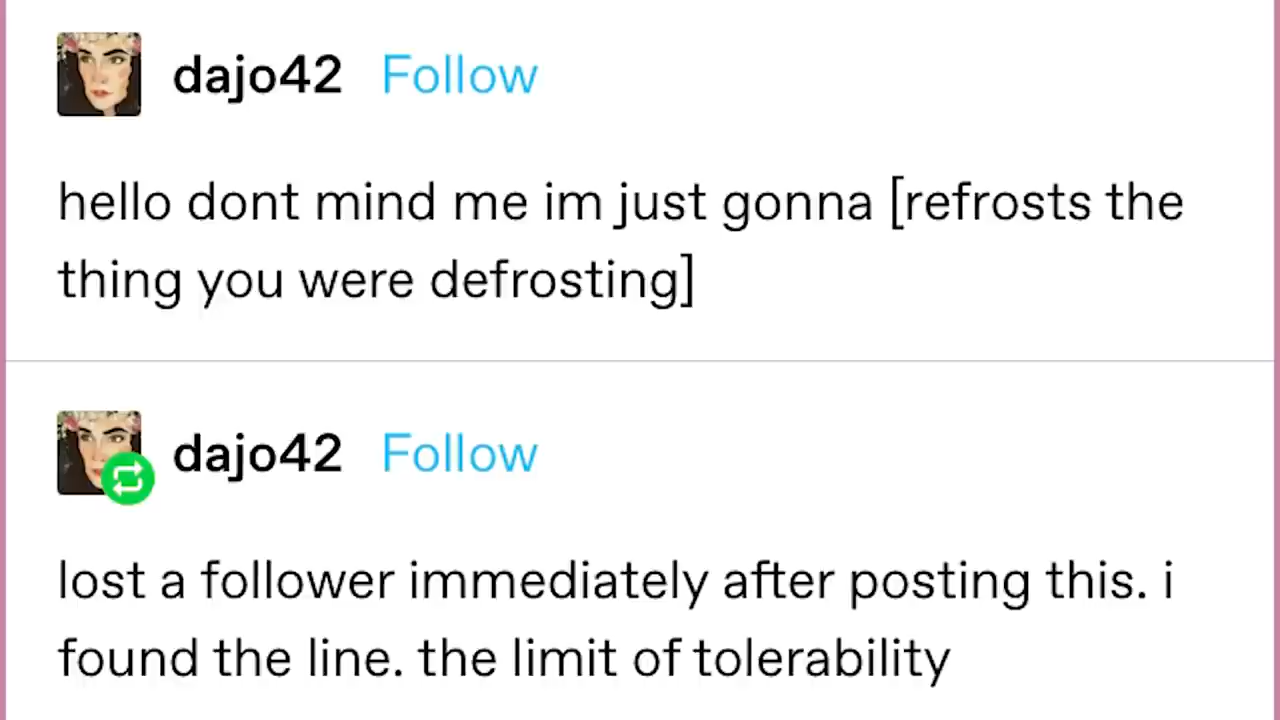 dajo42 Follow
hello dont mind me im just gonna [refrosts the
thing you were defrosting]
dajo42 Follow
lost a follower immediately after posting this. i
found the line. the limit of tolerability